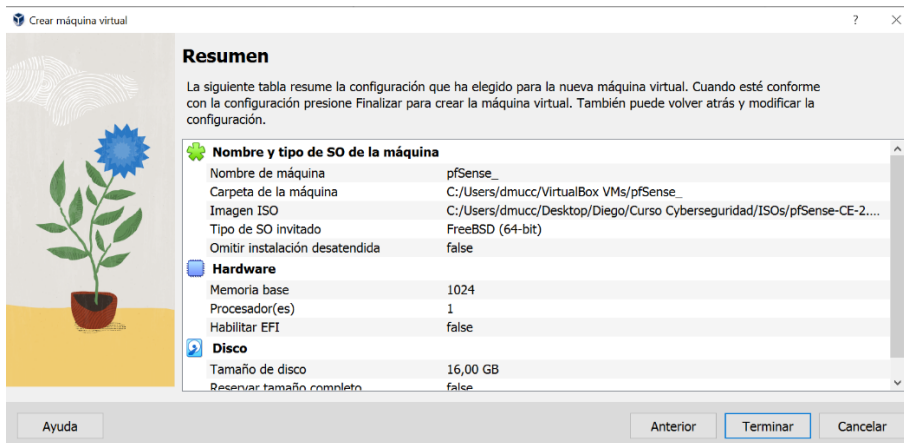 Crear máquina virtual
?
Resumen
La siguiente tabla resume la configuración que ha elegido para la nueva máquina virtual. Cuando esté conforme
con la configuración presione Finalizar para crear la máquina virtual. También puede volver atrás y modificar la
configuración.
Nombre y tipo de SO de la máquina
Nombre de máquina pfSense_
Carpeta de la máquina C:/Users/dmucc/VirtualBox VMs/pfSense_
Imagen ISO C:/Users/dmucc/Desktop/Diego/Curso Cyberseguridad/ISOs/pfSense-CE-2....
Tipo de SO invitado FreeBSD (64-bit)
Omitir instalación desatendida false
Hardware
Memoria base 1024
Procesador(es) 1
Habilitar EFI false
Disco
Tamaño de disco 16,00 GB
Reservar tamaño completo false
Ayuda Anterior Terminar Cancelar